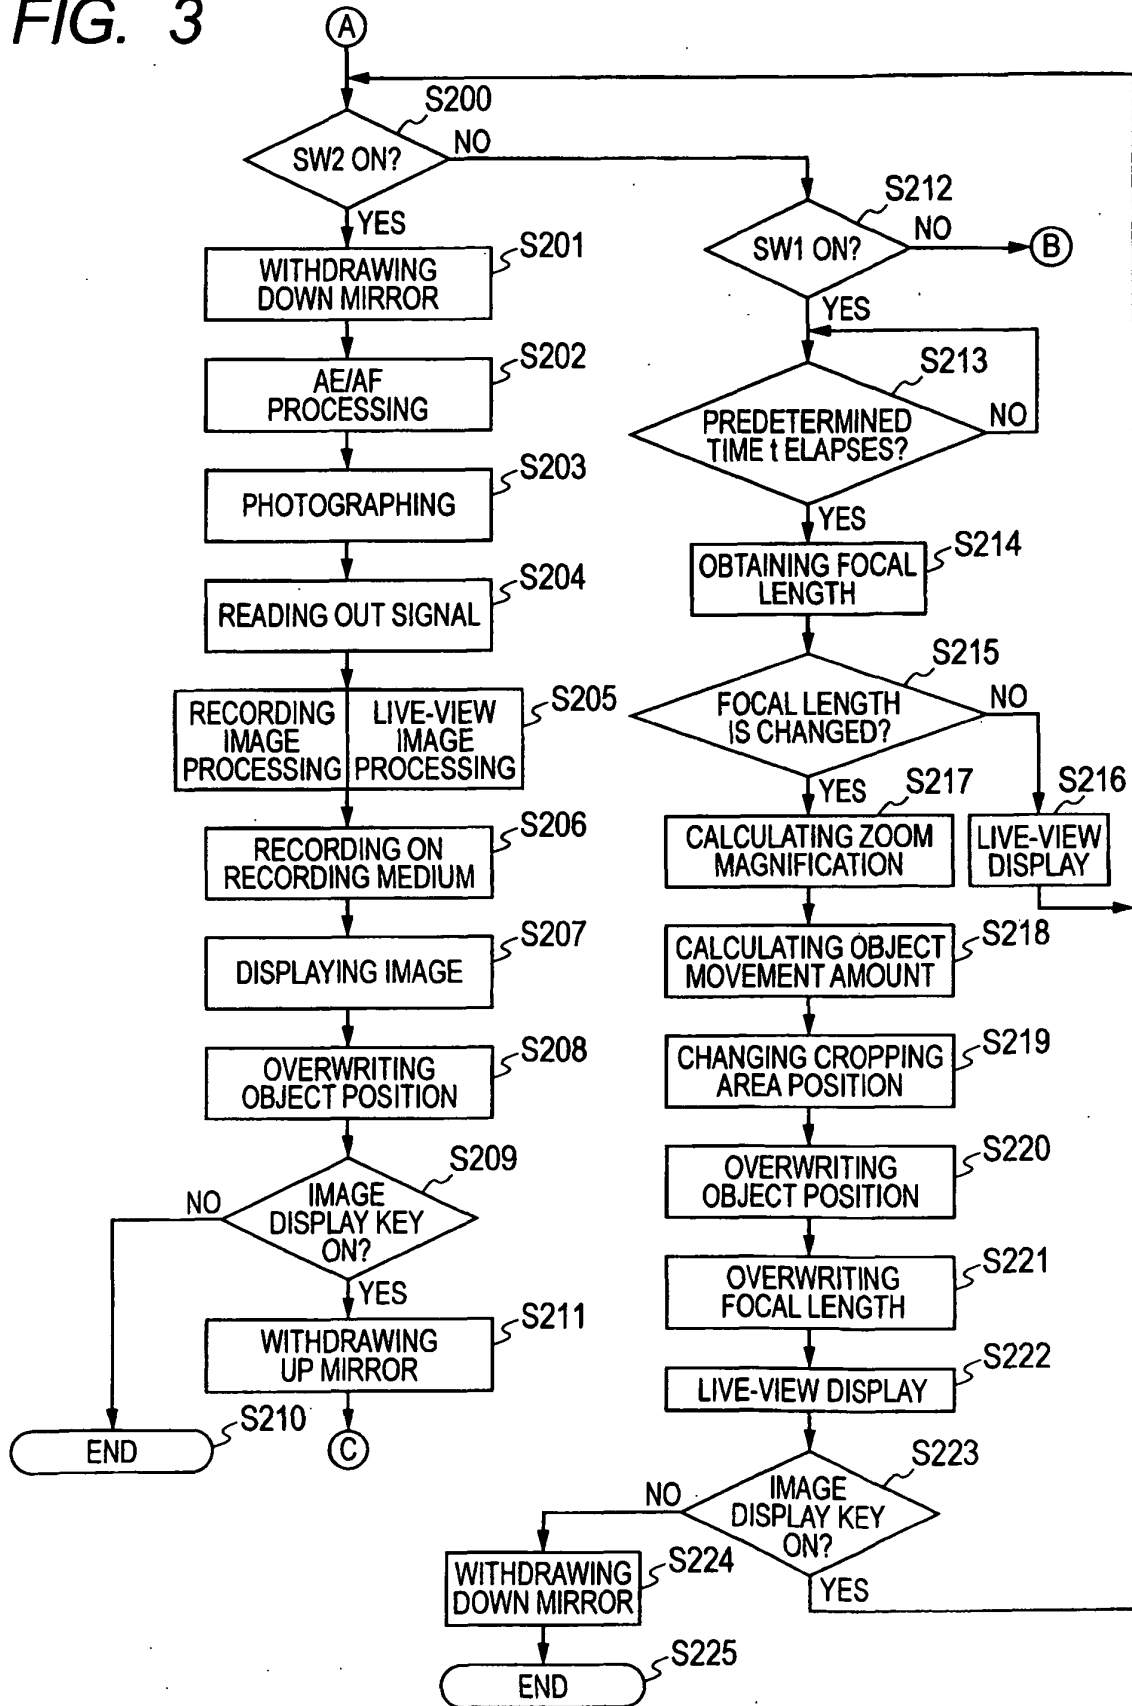 FIG. 3
A
S200
SW2 ON?
NO
YES
S201
WITHDRAWING
DOWN MIRROR
S202
AE/AF
PROCESSING
S203
PHOTOGRAPHING
S204
READING OUT SIGNAL
S205
RECORDING
IMAGE
PROCESSING
LIVE-VIEW
IMAGE
PROCESSING
S206
RECORDING ON
RECORDING MEDIUM
S207
DISPLAYING IMAGE
S208
OVERWRITING
OBJECT POSITION
S209
IMAGE
DISPLAY KEY
ON?
NO
YES
S211
WITHDRAWING
UP MIRROR
S210
END
C
S212
SW1 ON?
NO
B
YES
S213
PREDETERMINED
TIME t ELAPSES?
NO
YES
S214
OBTAINING FOCAL
LENGTH
S215
FOCAL LENGTH
IS CHANGED?
NO
YES
S216
LIVE-VIEW
DISPLAY
S217
CALCULATING ZOOM
MAGNIFICATION
S218
CALCULATING OBJECT
MOVEMENT AMOUNT
S219
CHANGING CROPPING
AREA POSITION
S220
OVERWRITING
OBJECT POSITION
S221
OVERWRITING
FOCAL LENGTH
S222
LIVE-VIEW DISPLAY
S223
IMAGE
DISPLAY KEY
ON?
NO
YES
S224
WITHDRAWING
DOWN MIRROR
S225
END